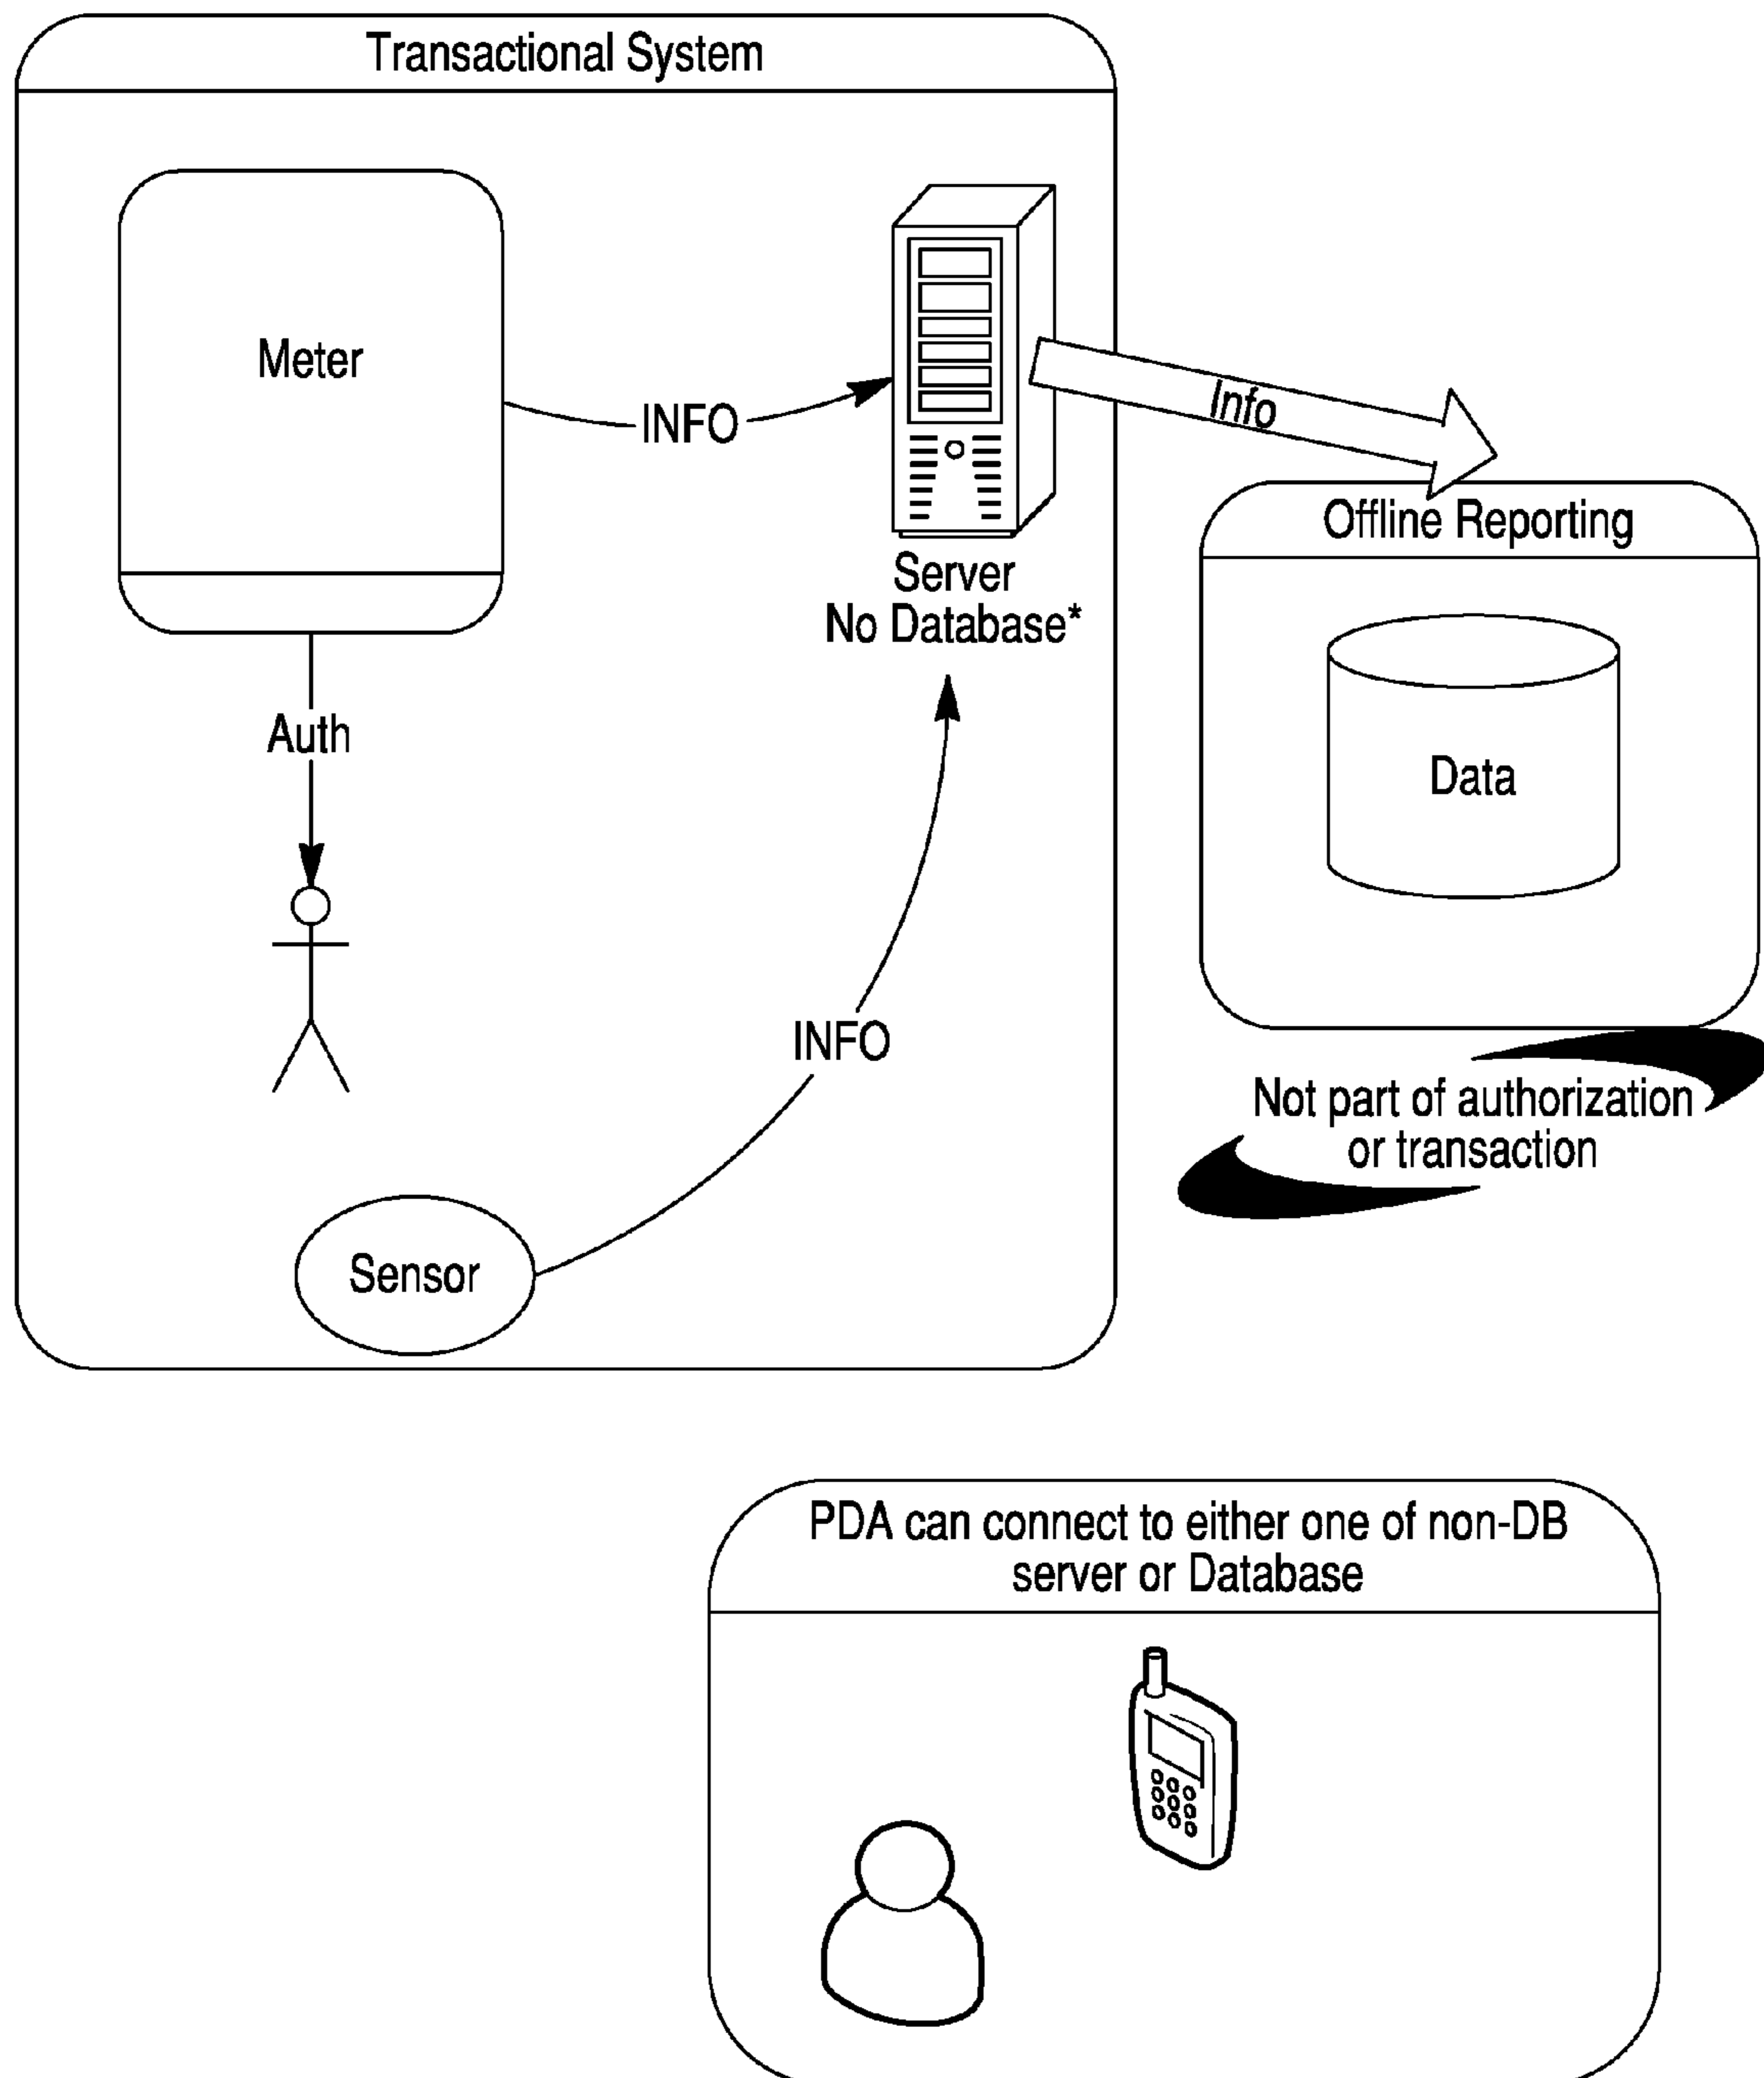 Transactional System
Meter
INFO
Info
Server
No Database*
Auth
INFO
Sensor
Offline Reporting
Data
Not part of authorization
or transaction
PDA can connect to either one of non-DB
server or Database